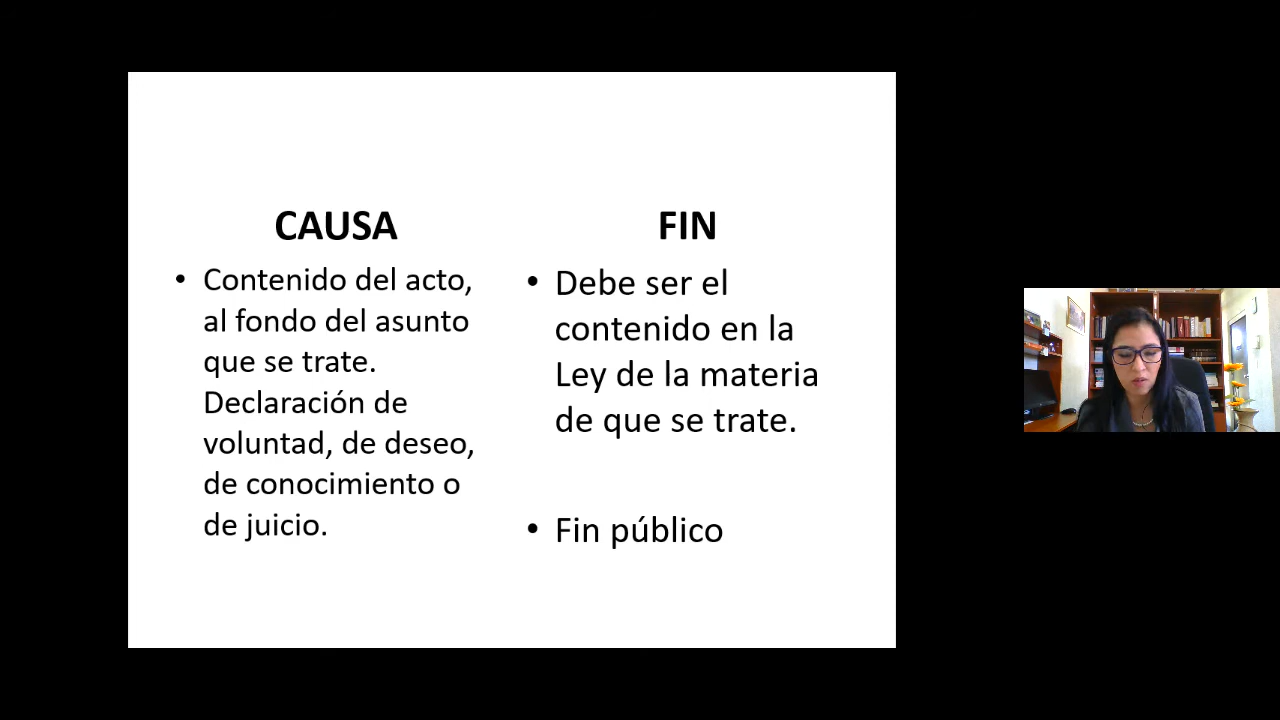 CAUSA
• Contenido del acto,
al fondo del asunto
que se trate.
Declaración de
voluntad, de deseo,
de conocimiento o
de juicio.
FIN
• Debe ser el
contenido en la
Ley de la materia
de que se trate.
• Fin público